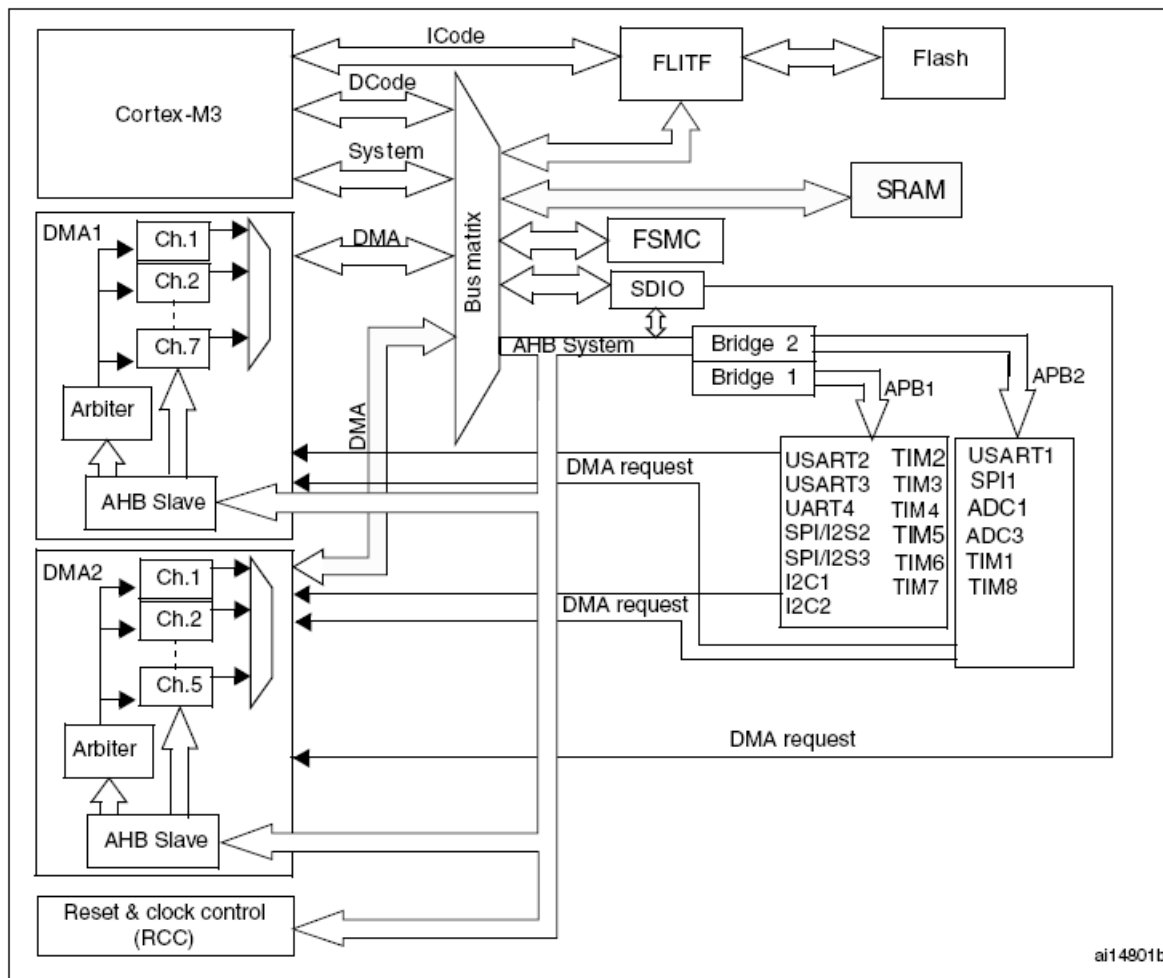 ICode
FLITF
Flash
Cortex-M3
DCode
System
SRAM
Bus matrix
DMA1
Ch.1
Ch.2
Ch.7
DMA
FSMC
SDIO
AHB System
Bridge 2
Bridge 1
APB1
APB2
Arbiter
AHB Slave
DMA
DMA request
USART2
USART3
UART4
SPI/I2S2
SPI/I2S3
I2C1
I2C2
TIM2
TIM3
TIM4
TIM5
TIM6
TIM7
USART1
SPI1
ADC1
ADC3
TIM1
TIM8
DMA2
Ch.1
Ch.2
Ch.5
DMA request
Arbiter
DMA request
AHB Slave
Reset & clock control
(RCC)
ai14801b